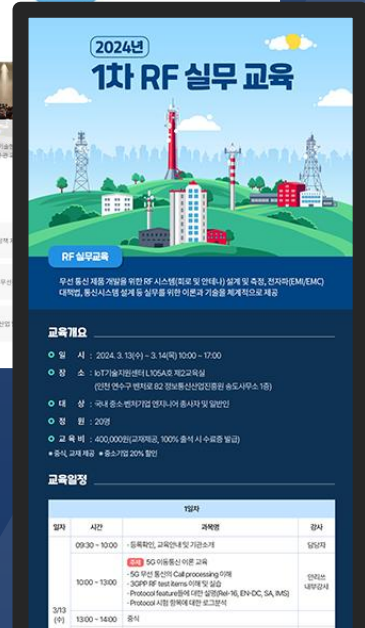 2024년
1차 RF 실무 교육
RF 실무교육
무선 통신 제품 개발을 위한 RF 시스템(회로 및 안테나) 설계 및 측정, 전자파(EMI/EMC)
대책법, 통신시스템 설계 등 실무를 위한 이론과 기술을 체계적으로 제공
교육개요
일 시 : 2024. 3. 13(수) ~ 3.14(목) 10:00 ~ 17:00
장 소 : IoT기술지원센터 L105A호 제2교육실
(인천 연수구 벤처로 82 정보통신산업진흥원 송도사무소 1층)
대 상 : 국내 중소·벤처기업 엔지니어 종사자 및 일반인
정 원 : 20명
교 육 비 : 400,000원(교재제공, 100% 출석 시 수료증 발급)
※ 중식, 교재 제공 ※ 중소기업 20% 할인
교육일정
1일차
일자 시간 과목명 강사
09:30 ~ 10:00 · 등록확인, 교육안내 및 기관소개 담당자
5G 이동통신 이론 교육
· 5G 무선 통신의 Call processing 이해
10:00 ~ 13:00 · 3GPP RF test items 이해 및 실습 안리쓰
· Protocol feature들에 대한 설명(Rel-16, EN-DC, SA, IMS) 내부강사
· Protocol 시험 항목에 대한 로그분석
3/13
(수) 13:00 ~ 14:00 중식